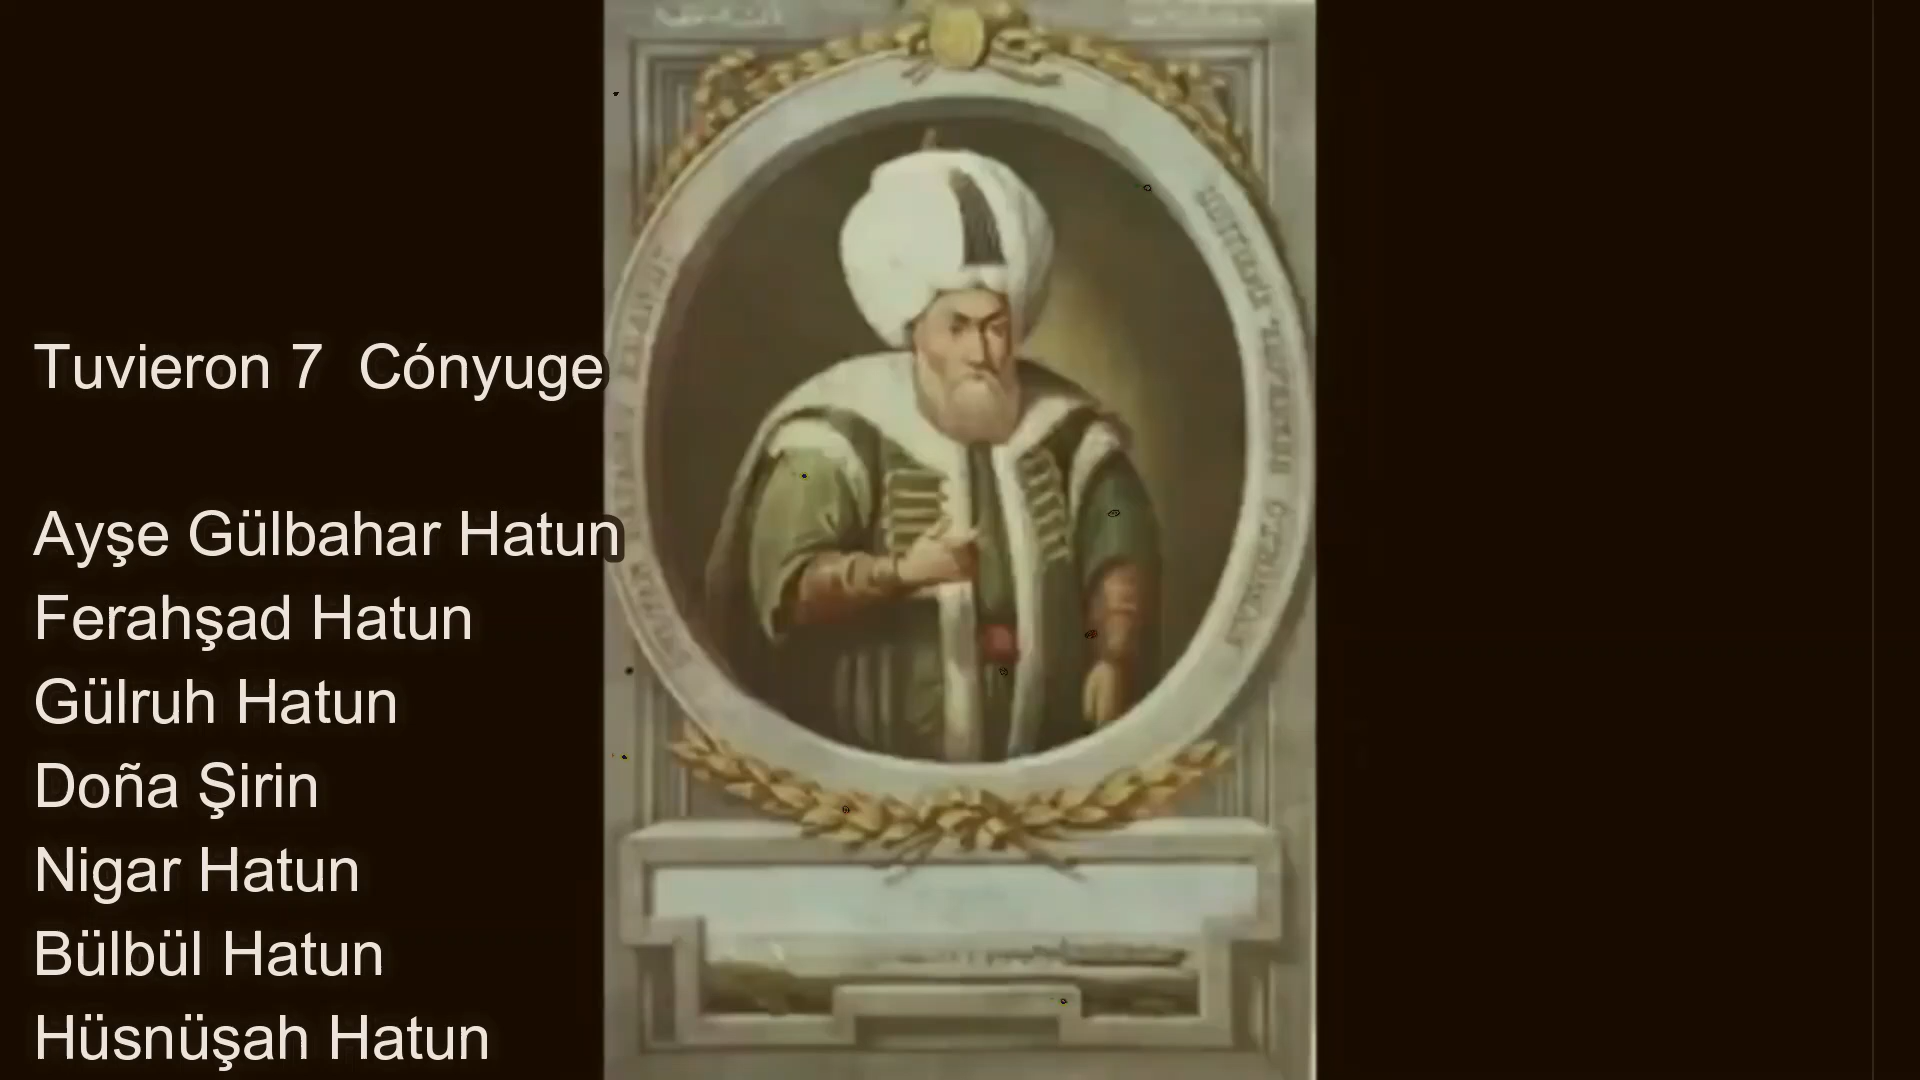 Tuvieron 7 Cónyuge
Ayşe Gülbahar Hatun
Ferahşad Hatun
Gülruh Hatun
Doña Şirin
Nigar Hatun
Bülbül Hatun
Hüsnüşah Hatun